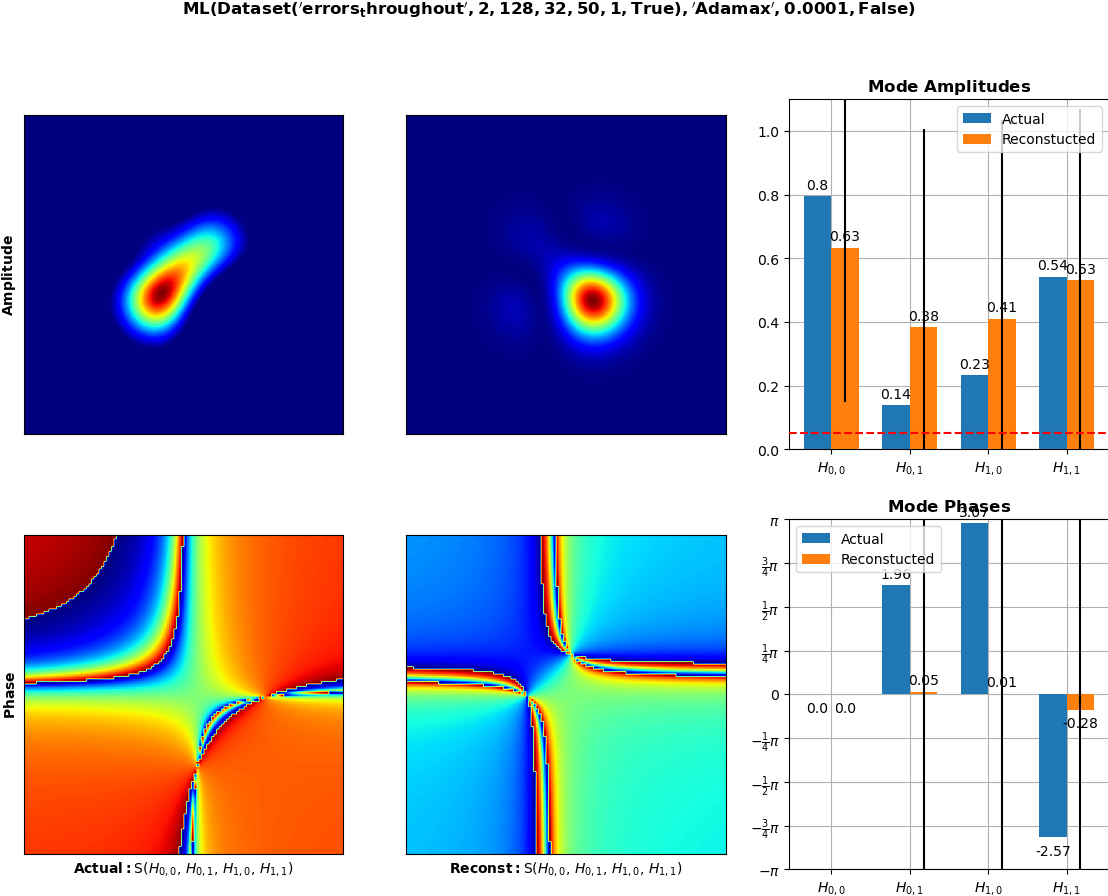 ML(Dataset('errors_throughout', 2, 128, 32, 50, 1, True), 'Adamax', 0.0001, False)
Amplitude
Mode Amplitudes
Actual
Reconstucted
1.0
0.8
0.6
0.4
0.2
0.0
0.8
0.63
0.14
0.38
0.23
0.41
0.54
0.53
H0,0
H0,1
H1,0
H1,1
Phase
Mode Phases
Actual
Reconstucted
π
3/4π
1/2π
1/4π
0
−1/4π
−1/2π
−3/4π
−π
0.0
0.0
1.96
0.05
3.07
0.01
-2.57
-0.28
H0,0
H0,1
H1,0
H1,1
Actual: S(H0,0, H0,1, H1,0, H1,1)
Reconst: S(H0,0, H0,1, H1,0, H1,1)